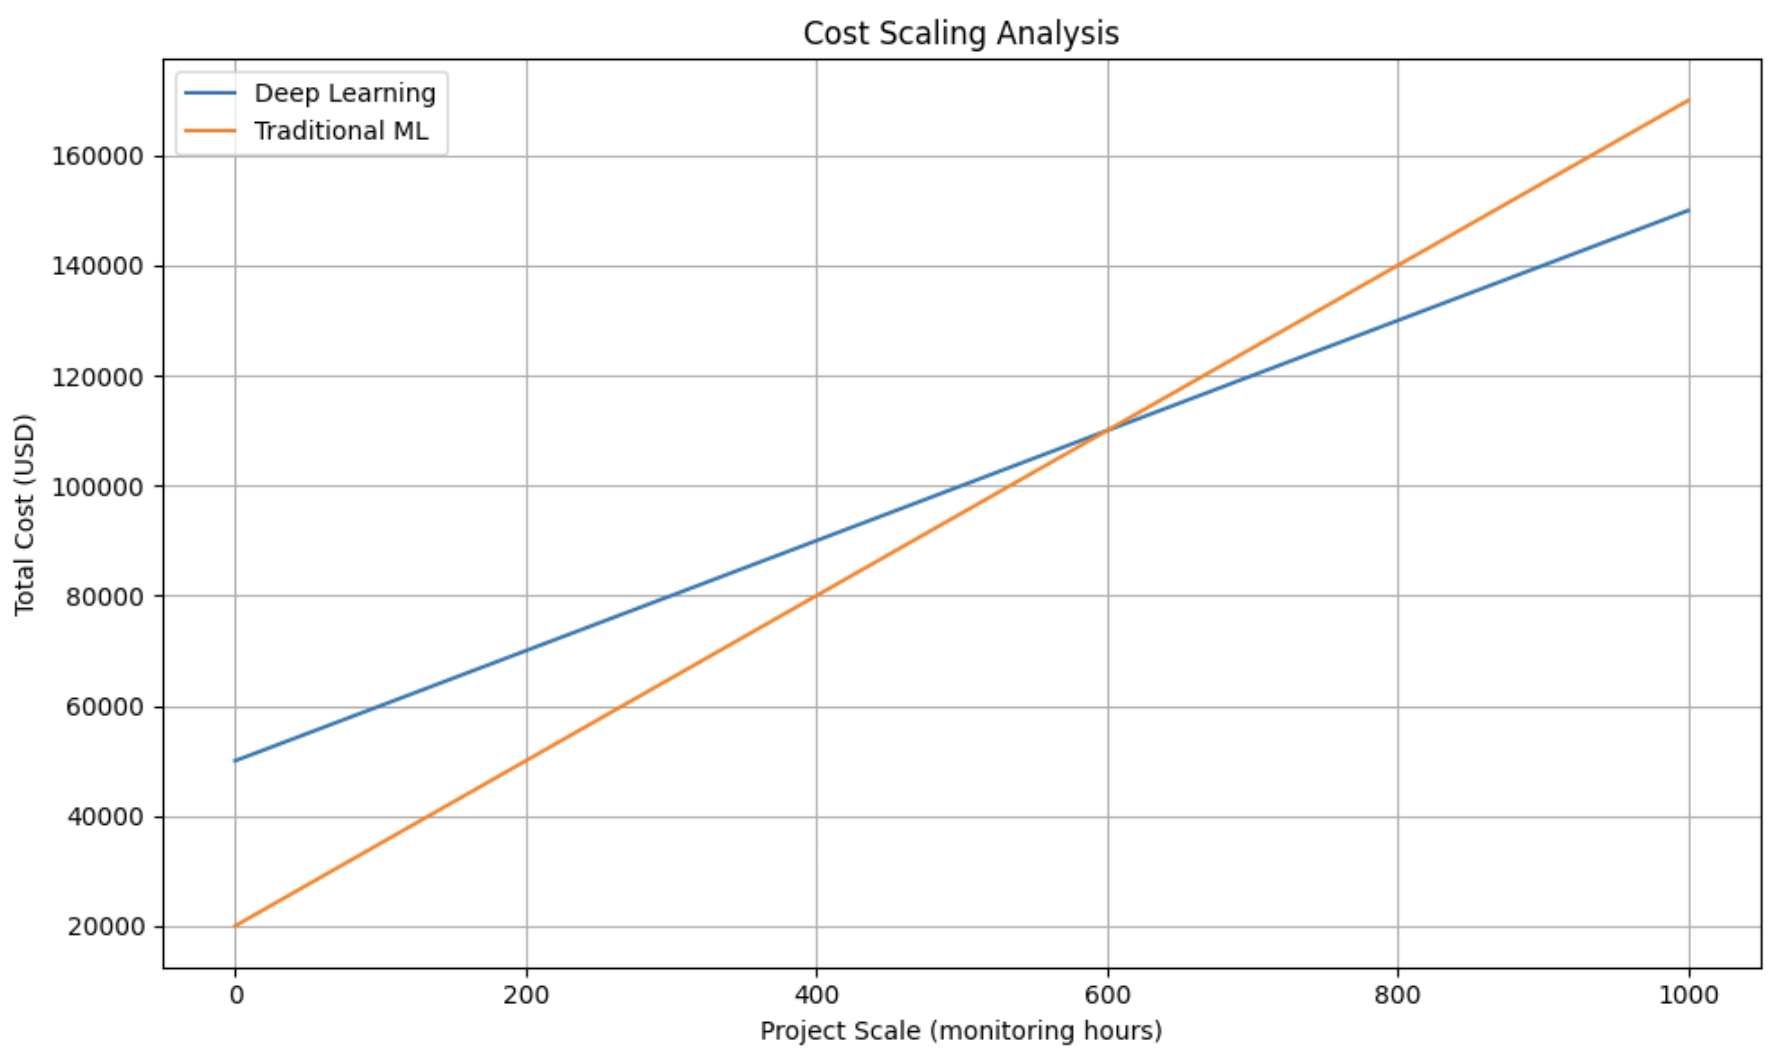 Cost Scaling Analysis
Deep Learning
Traditional ML
Total Cost (USD)
160000
140000
120000
100000
80000
60000
40000
20000
0 200 400 600 800 1000
Project Scale (monitoring hours)